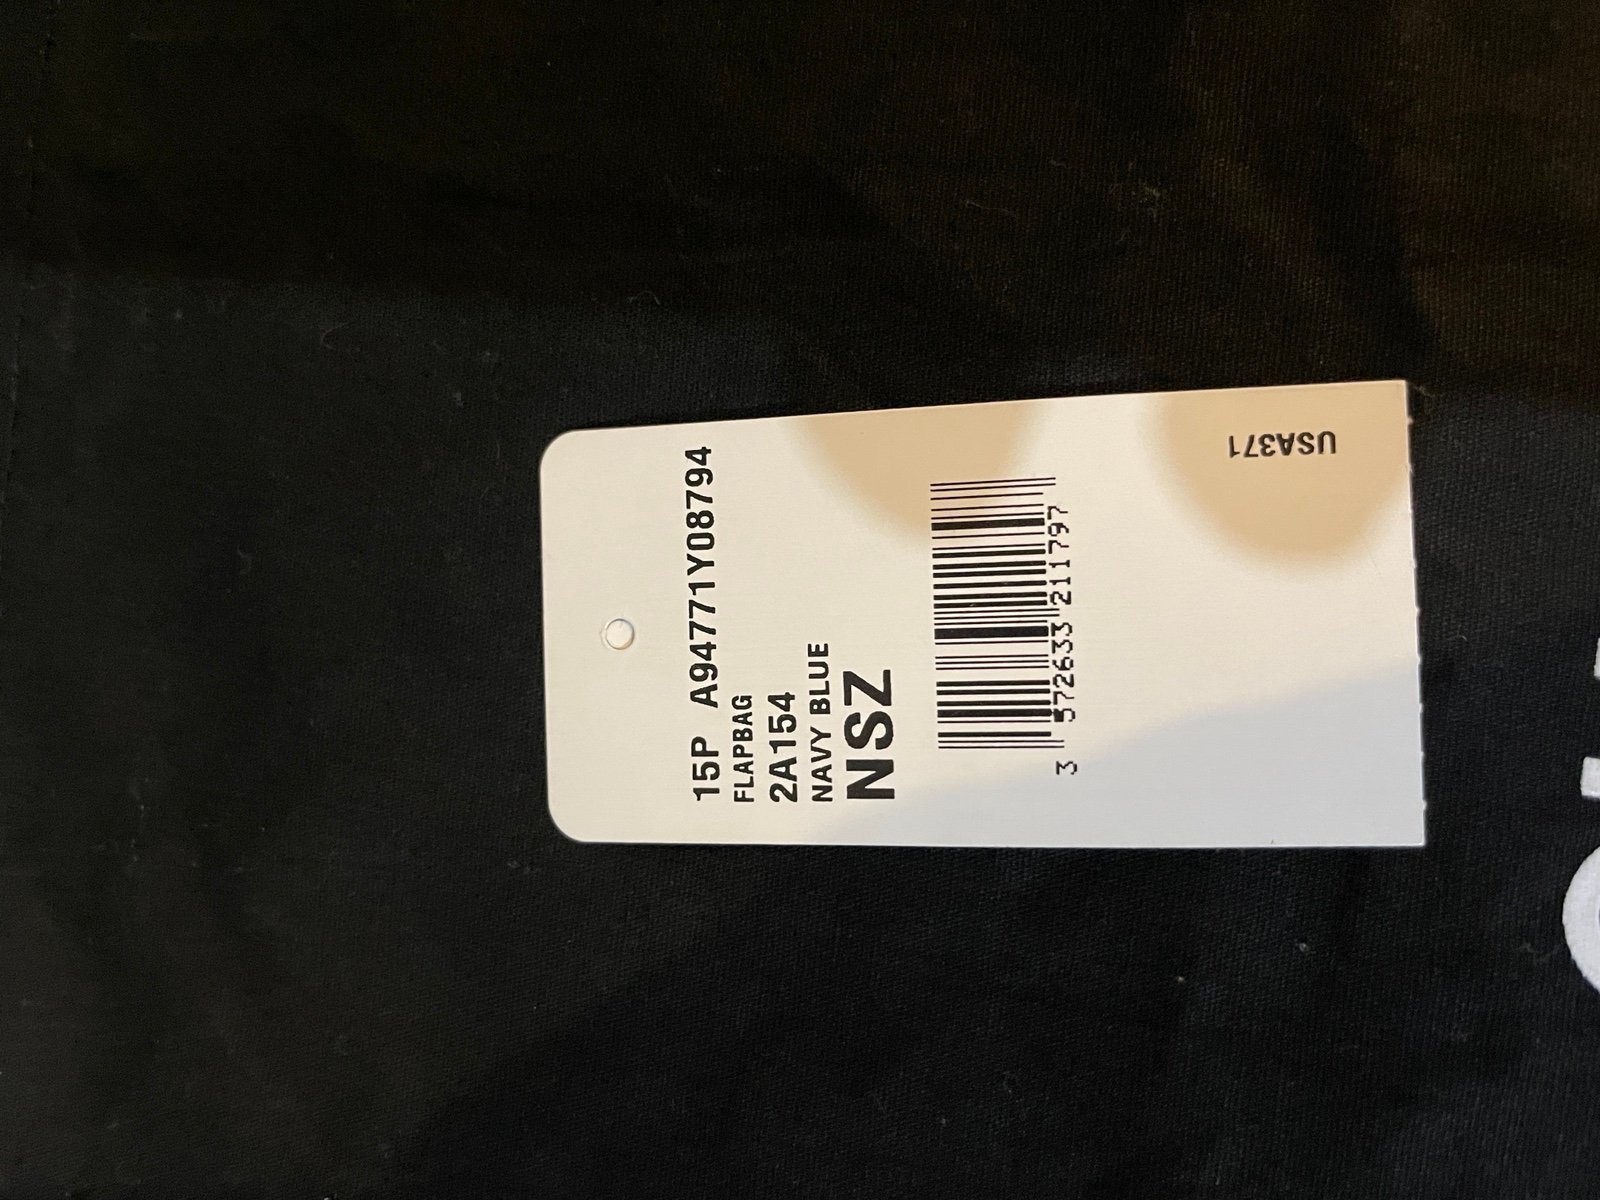 15P A94771Y08794
FLAPBAG
2A154
NAVY BLUE
NSZ
3 572633 211797
USA371